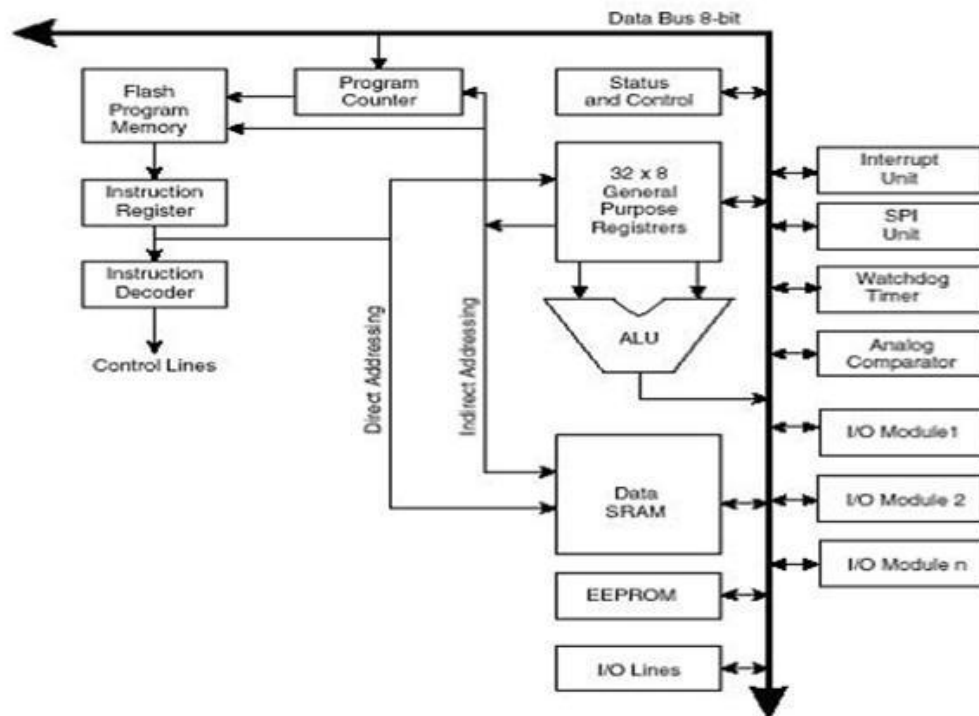 Data Bus 8-bit
Flash
Program
Memory
Program
Counter
Status
and Control
Interrupt
Unit
32 x 8
General
Purpose
Registrers
Instruction
Register
SPI
Unit
Instruction
Decoder
Watchdog
Timer
Control Lines
Direct Addressing
Indirect Addressing
ALU
Analog
Comparator
I/O Module1
Data
SRAM
I/O Module 2
I/O Module n
EEPROM
I/O Lines